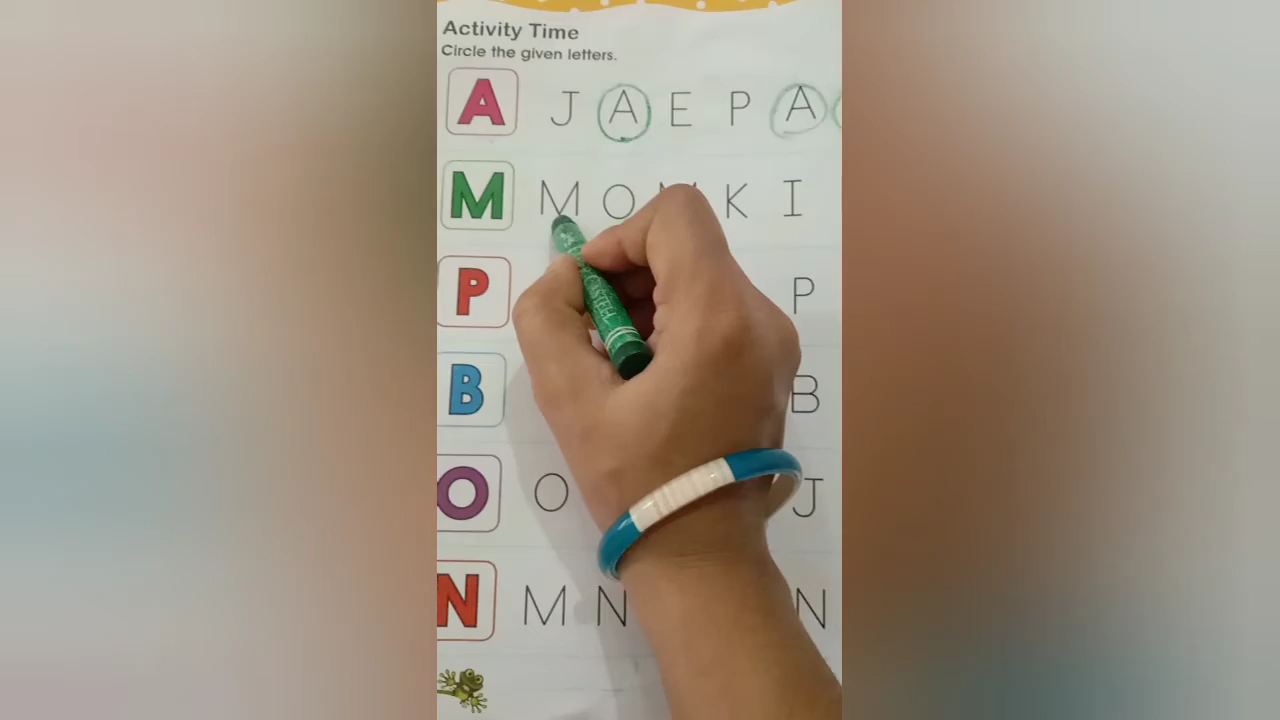 Activity Time
Circle the given letters.
A J A E P A
M M O M K I
P P
B B
O O J
N M N N